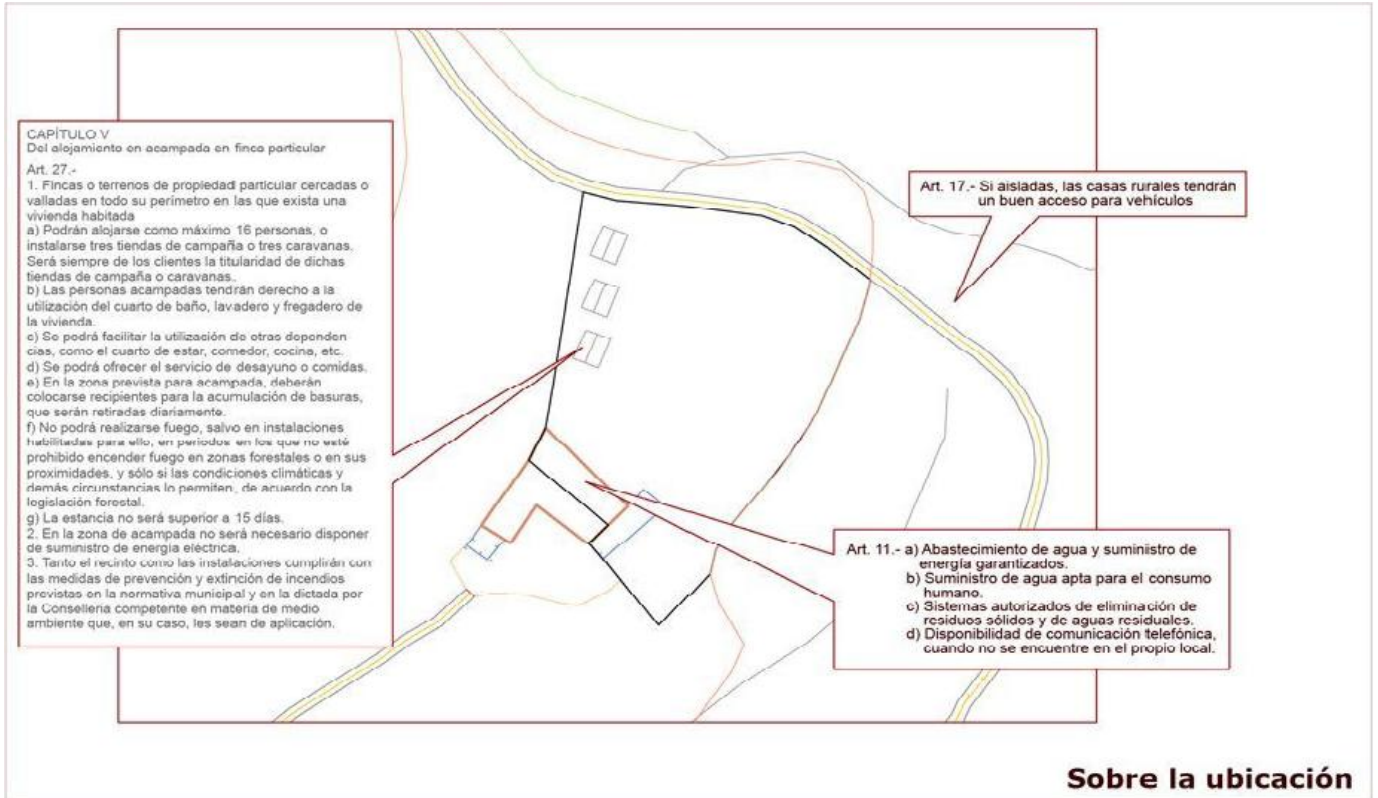 CAPÍTULO V
Del alojamiento en acampada en finca particular
Art. 27.-
1. Fincas o terrenos de propiedad particular cercadas o
valladas en todo su perímetro en las que exista una
vivienda habitada
a) Podrán alojarse como máximo 16 personas, o
instalarse tres tiendas de campaña o tres caravanas.
Será siempre de los clientes la titularidad de dichas
tiendas de campaña o caravanas..
b) Las personas acampadas tendrán derecho a la
utilización del cuarto de baño, lavadero y fregadero de
la vivienda.
c) Se podrá facilitar la utilización de otras dependen
cias, como el cuarto de estar, comedor, cocina, etc.
d) Se podrá ofrecer el servicio de desayuno o comidas.
e) En la zona prevista para acampada, deberán
colocarse recipientes para la acumulación de basuras,
que serán retiradas diariamente.
f) No podrá realizarse fuego, salvo en instalaciones
habilitadas para ello, en periodos en los que no esté
prohibido encender fuego en zonas forestales o en sus
proximidades, y sólo si las condiciones climáticas y
demás circunstancias lo permiten, de acuerdo con la
legislación forestal.
g) La estancia no será superior a 15 días.
2. En la zona de acampada no será necesario disponer
de suministro de energía eléctrica.
3. Tanto el recinto como las instalaciones cumplirán con
las medidas de prevención y extinción de incendios
previstas en la normativa municipal y en la dictada por
la Conselleria competente en materia de medio
ambiente que, en su caso, les sean de aplicación.
Art. 17.- Si aisladas, las casas rurales tendrán
un buen acceso para vehículos
Art. 11.- a) Abastecimiento de agua y suministro de
energía garantizados.
b) Suministro de agua apta para el consumo
humano.
c) Sistemas autorizados de eliminación de
residuos sólidos y de aguas residuales.
d) Disponibilidad de comunicación telefónica,
cuando no se encuentre en el propio local.
Sobre la ubicación